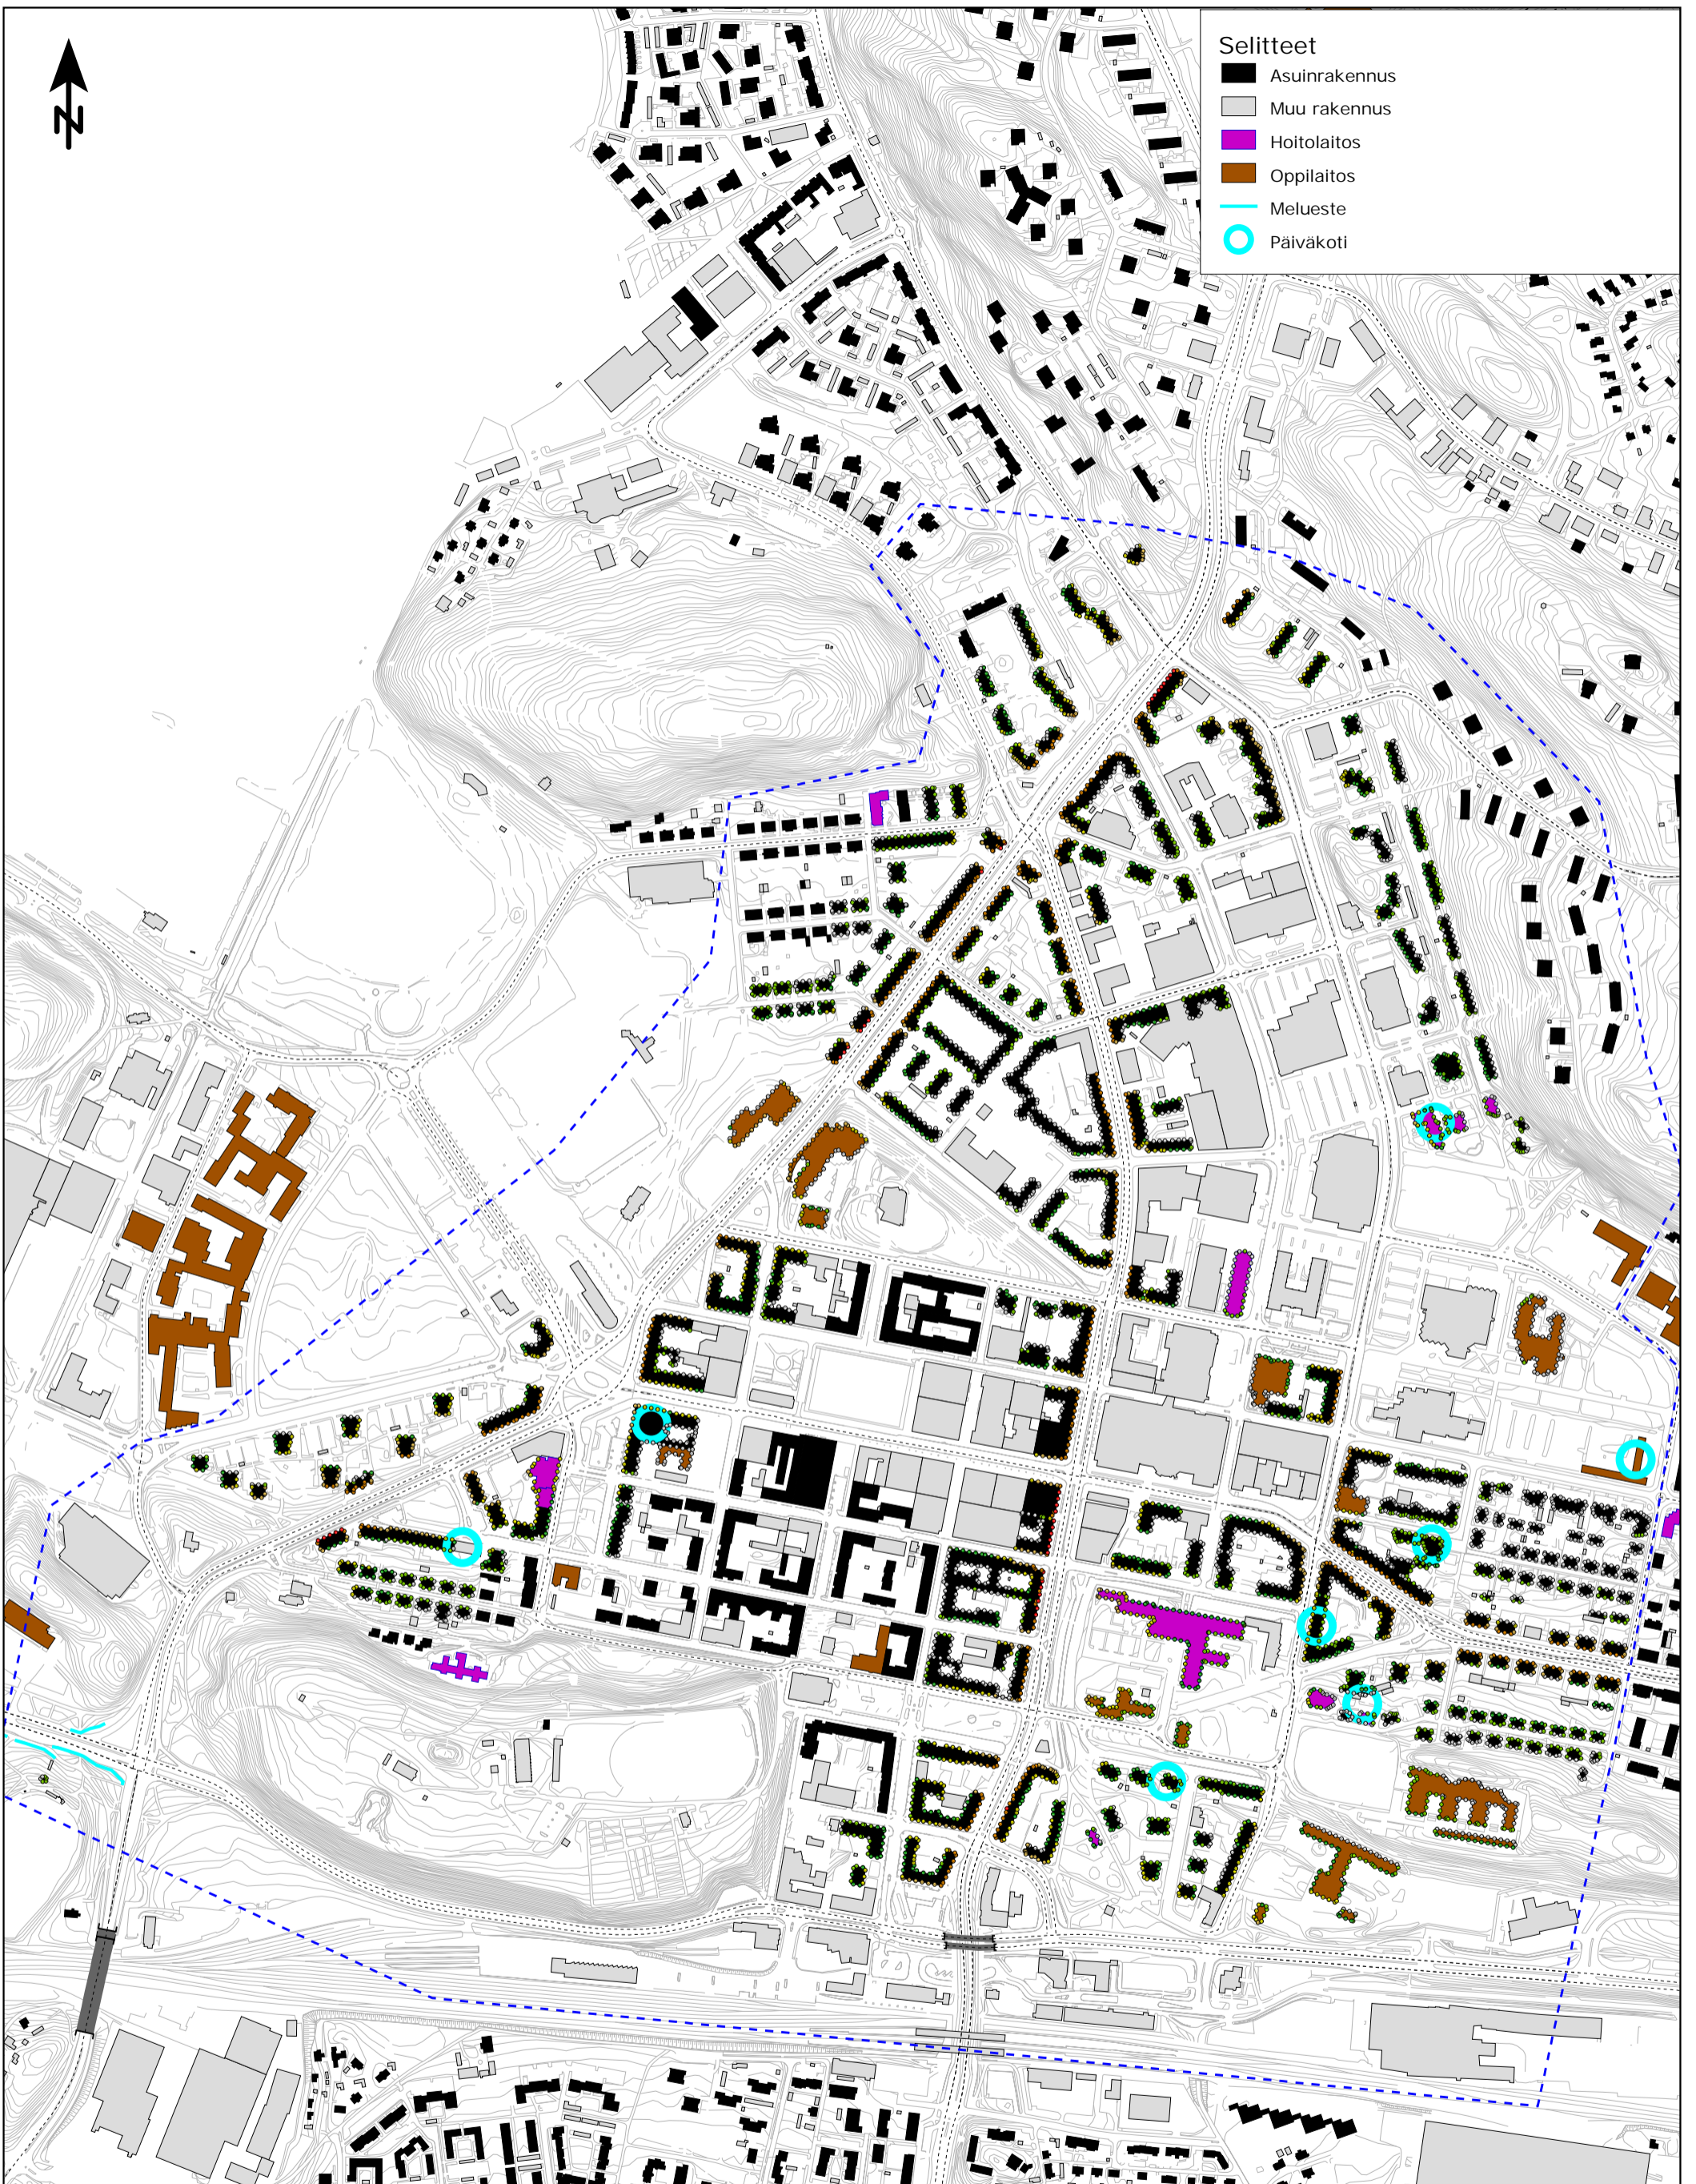 N
Selitteet
Asuinrakennus
Muu rakennus
Hoitolaitos
Oppilaitos
Melueste
Päiväkoti